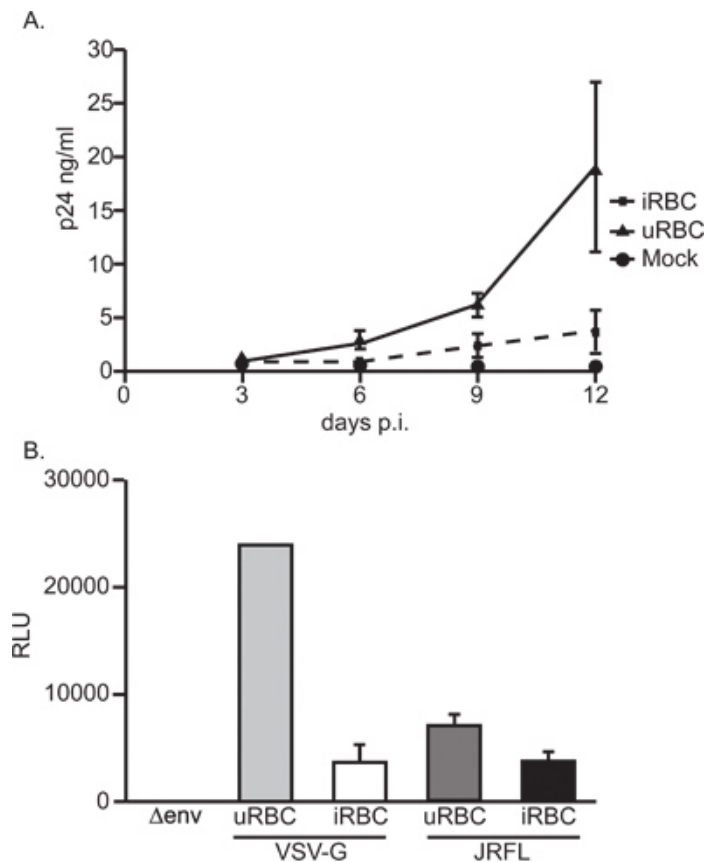 A.
30
25
20
15
10
5
0
p24 ng/ml
0 3 6 9 12
days p.i.
iRBC
uRBC
Mock
B.
30000
20000
10000
0
RLU
Δenv uRBC iRBC uRBC iRBC
VSV-G JRFL